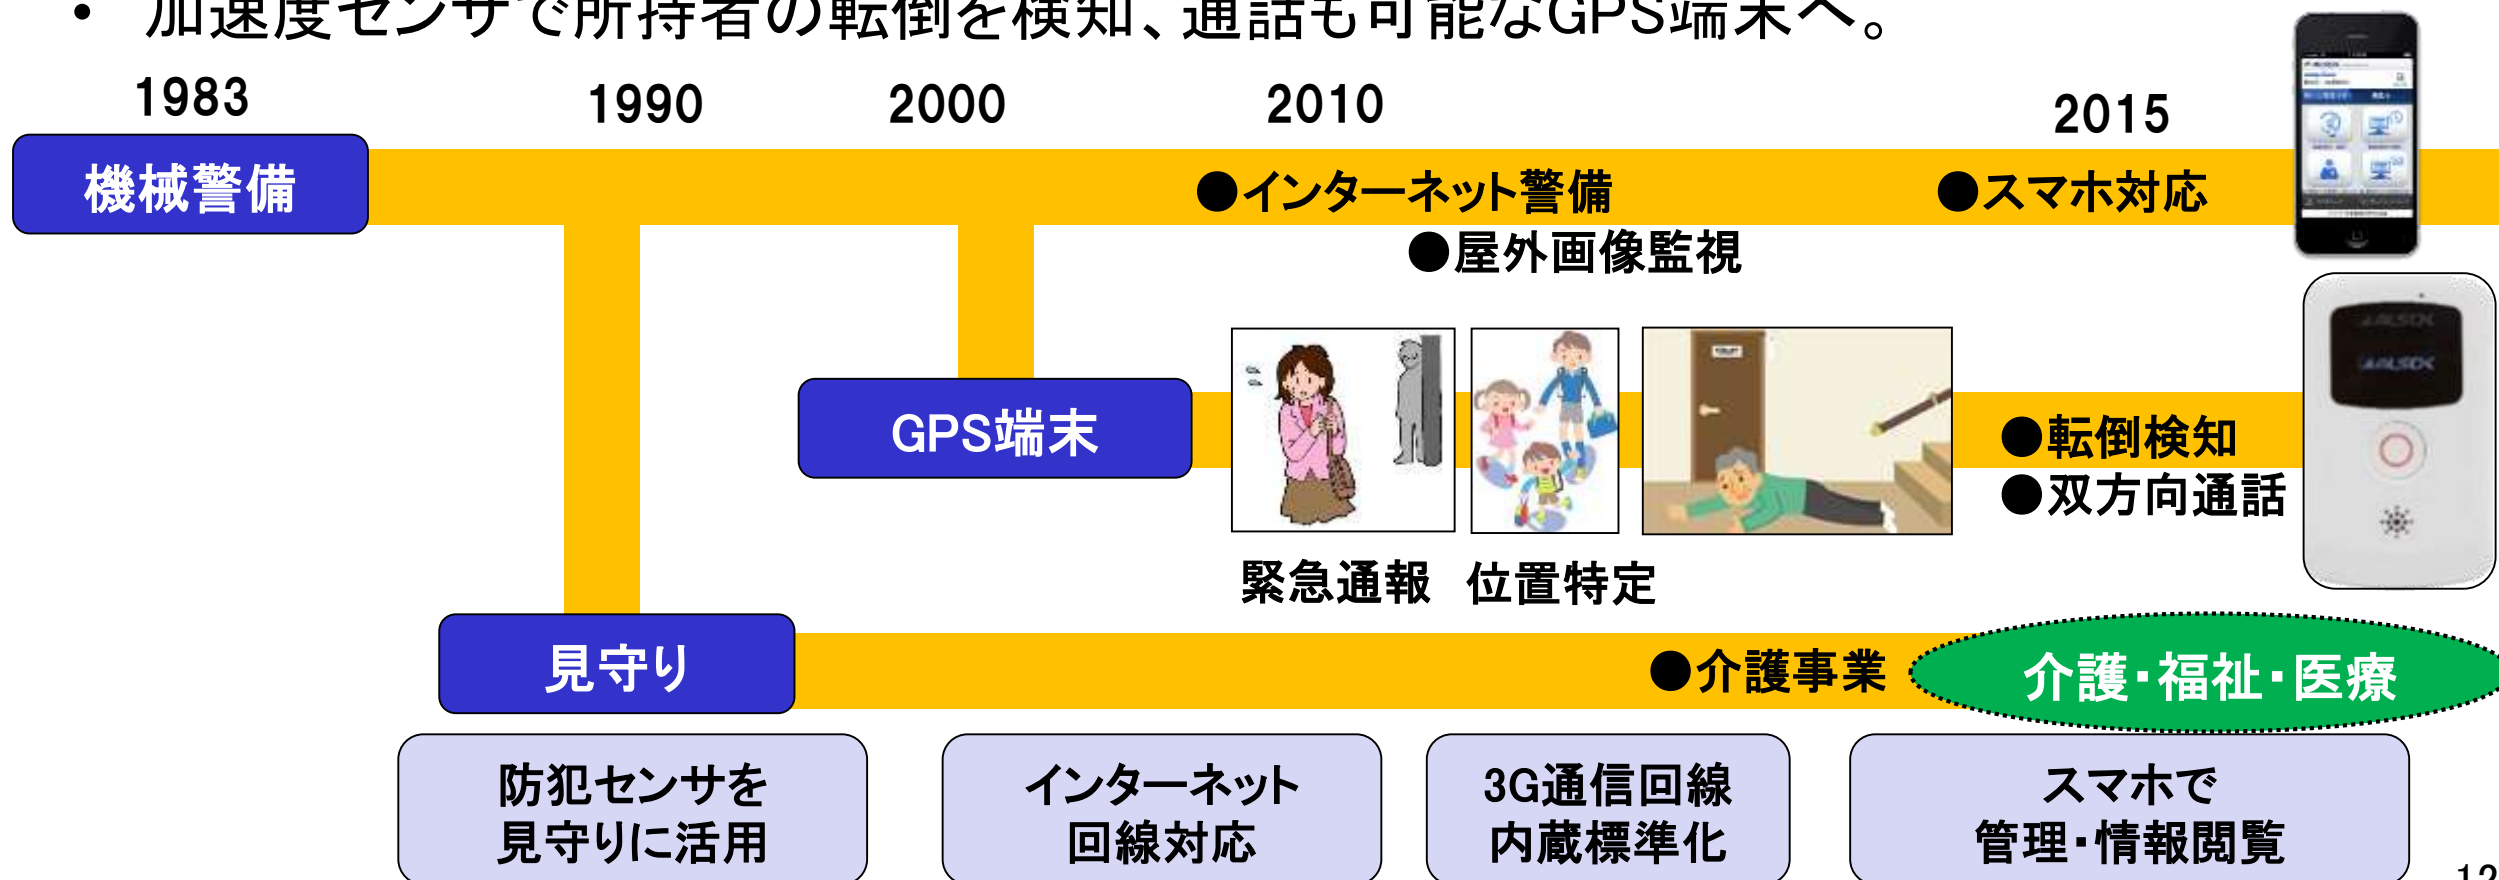 ・ 加速度センサで所持者の転倒を検知、通話も可能なGPS端末へ。
1983 1990 2000 2010 2015
機械警備
●インターネット警備 ●スマホ対応
●屋外画像監視
GPS端末
●転倒検知
●双方向通話
緊急通報 位置特定
見守り
●介護事業
介護・福祉・医療
防犯センサを
見守りに活用
インターネット
回線対応
3G通信回線
内蔵標準化
スマホで
管理・情報閲覧
12